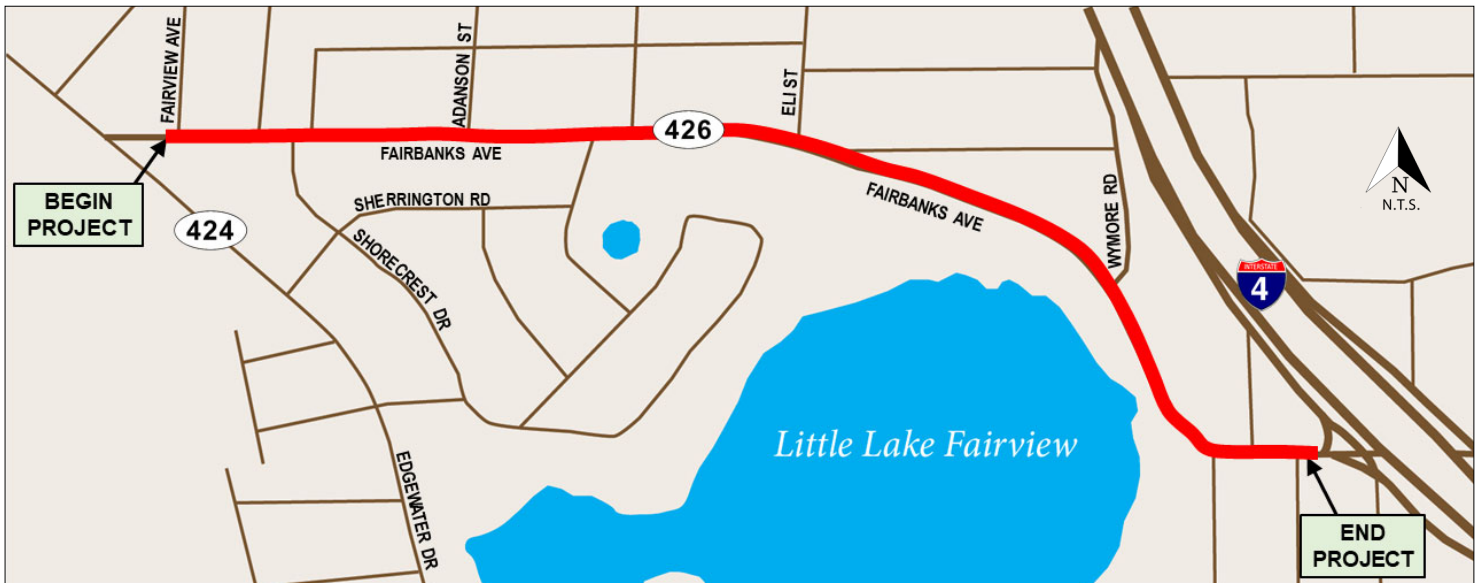 FAIRVIEW AVE
ADANSON ST
ELI ST
426
FAIRBANKS AVE
BEGIN
PROJECT
424
SHERRINGTON RD
SHORECREST DR
FAIRBANKS AVE
WYMORE RD
N
N.T.S.
INTERSTATE
4
Little Lake Fairview
EDGEWATER DR
END
PROJECT